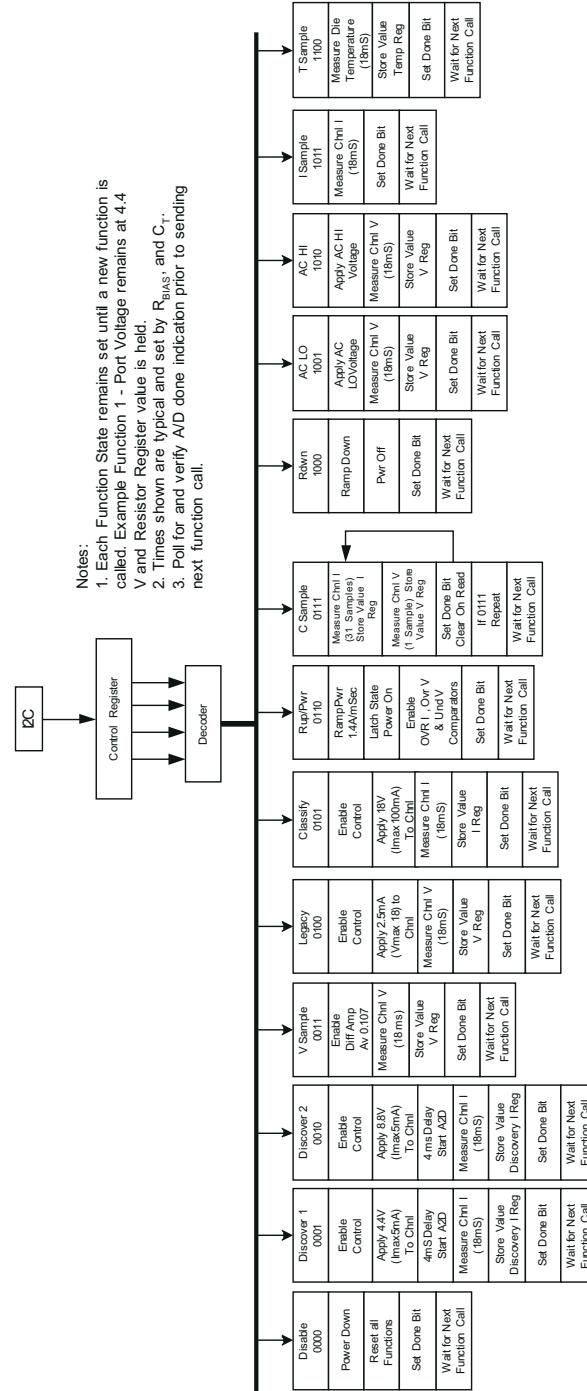 I2C
Control Register
Decoder
Notes:
1. Each Function State remains set until a new function is
called. Example Function 1 - Port Voltage remains at 4.4
V and Resistor Register value is held.
2. Times shown are typical and set by RBIAS, and CT.
3. Poll for and verify A/D done indication prior to sending
next function call.
Disable
0000
Power Down
Reset all
Functions
Set Done Bit
Wait for Next
Function Call
Discover 1
0001
Enable
Control
Apply 4.4V
(Imax5mA)
To Chnl
4mS Delay
Start A2D
Measure Chnl I
(18mS)
Store Value
Discovery I Reg
Set Done Bit
Wait for Next
Function Call
Discover 2
0010
Enable
Control
Apply 8.8V
(Imax5mA)
To Chnl
4 ms Delay
Start A2D
Measure Chnl I
(18mS)
Store Value
Discovery I Reg
Set Done Bit
Wait for Next
Function Call
V Sample
0011
Enable
Diff Amp
Av 0.107
Measure Chnl V
(18 ms)
Store Value
V Reg
Set Done Bit
Wait for Next
Function Call
Legacy
0100
Enable
Control
Apply 2.5mA
(Vmax 18) to
Chnl
Measure Chnl V
(18mS)
Store Value
V Reg
Set Done Bit
Wait for Next
Function Call
Classify
0101
Enable
Control
Apply 18V
(Imax 100mA)
To Chnl
Measure Chnl I
(18mS)
Store Value
I Reg
Set Done Bit
Wait for Next
Function Call
Rup/Pwr
0110
Ramp Pwr
1.4A/mSec
Latch State
Power On
Enable
OVR I , Ovr V
& Und V
Comparators
Set Done Bit
Wait for Next
Function Call
C Sample
0111
Measure Chnl I
(31 Samples)
Store Value I
Reg
Measure Chnl V
(1 Sample) Store
Value V Reg
Set Done Bit
Clear On Read
If 0111
Repeat
Wait for Next
Function Call
Rdwn
1000
Ramp Down
Pwr Off
Set Done Bit
Wait for Next
Function Call
AC LO
1001
Apply AC
LO Voltage
Measure Chnl V
(18mS)
Store Value
V Reg
Set Done Bit
Wait for Next
Function Call
AC HI
1010
Apply AC HI
Voltage
Measure Chnl V
(18mS)
Store Value
V Reg
Set Done Bit
Wait for Next
Function Call
I Sample
1011
Measure Chnl I
(18mS)
Set Done Bit
Wait for Next
Function Call
T Sample
1100
Measure Die
Temperature
(18mS)
Store Value
Temp Reg
Set Done Bit
Wait for Next
Function Call